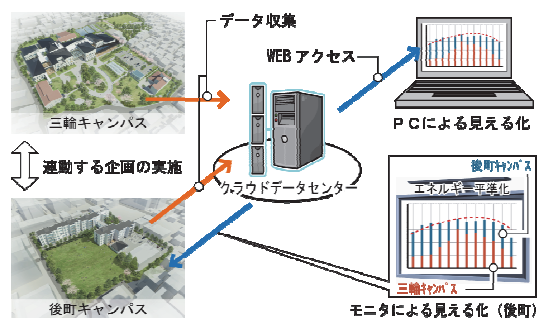 データ収集
WEBアクセス
三輪キャンパス
PCによる見える化
連動する企画の実施
クラウドデータセンター
後町キャンパス
エネルギー平準化
三輪キャンパス
後町キャンパス
モニタによる見える化（後町）